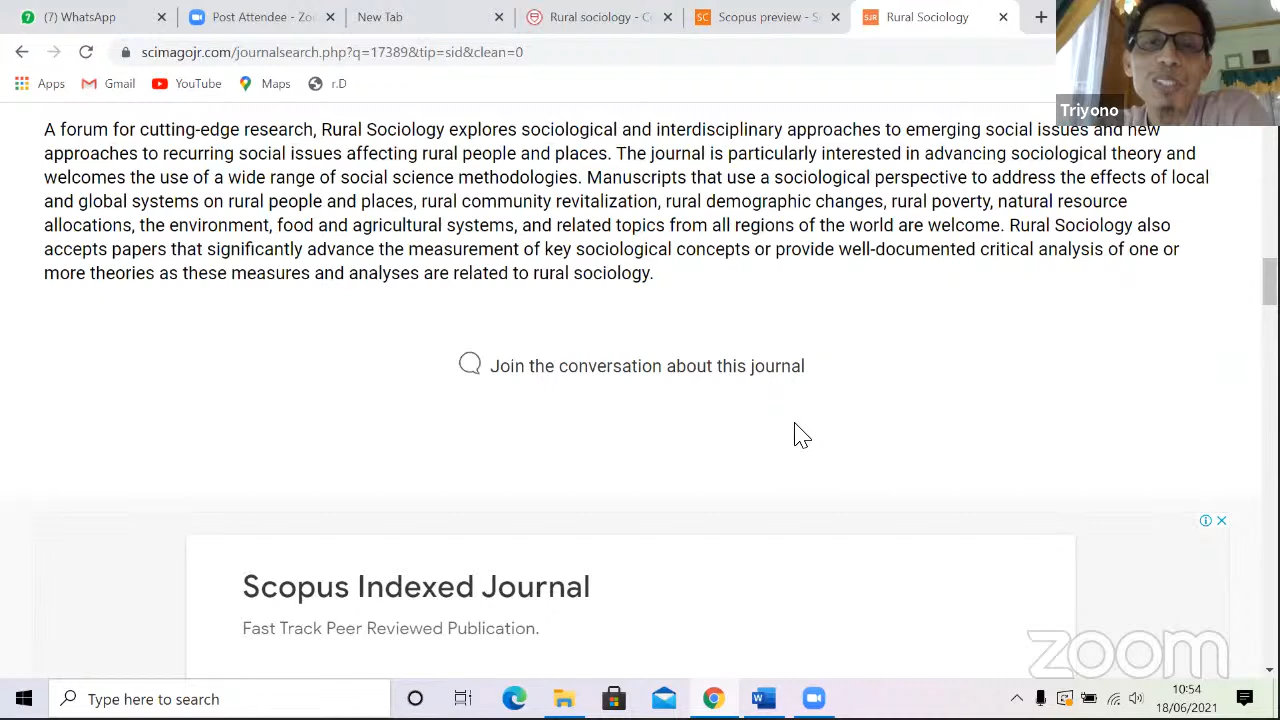 (7) WhatsApp
Post Attendee - Zo
New Tab
Rural sociology - C
SC Scopus preview - S
SJR Rural Sociology
scimagojr.com/journalsearch.php?q=17389&tip=sid&clean=0
Apps Gmail YouTube Maps r.D
Triyono
A forum for cutting-edge research, Rural Sociology explores sociological and interdisciplinary approaches to emerging social issues and new
approaches to recurring social issues affecting rural people and places. The journal is particularly interested in advancing sociological theory and
welcomes the use of a wide range of social science methodologies. Manuscripts that use a sociological perspective to address the effects of local
and global systems on rural people and places, rural community revitalization, rural demographic changes, rural poverty, natural resource
allocations, the environment, food and agricultural systems, and related topics from all regions of the world are welcome. Rural Sociology also
accepts papers that significantly advance the measurement of key sociological concepts or provide well-documented critical analysis of one or
more theories as these measures and analyses are related to rural sociology.
Join the conversation about this journal
Scopus Indexed Journal
Fast Track Peer Reviewed Publication.
zoom
Type here to search
10:54
18/06/2021